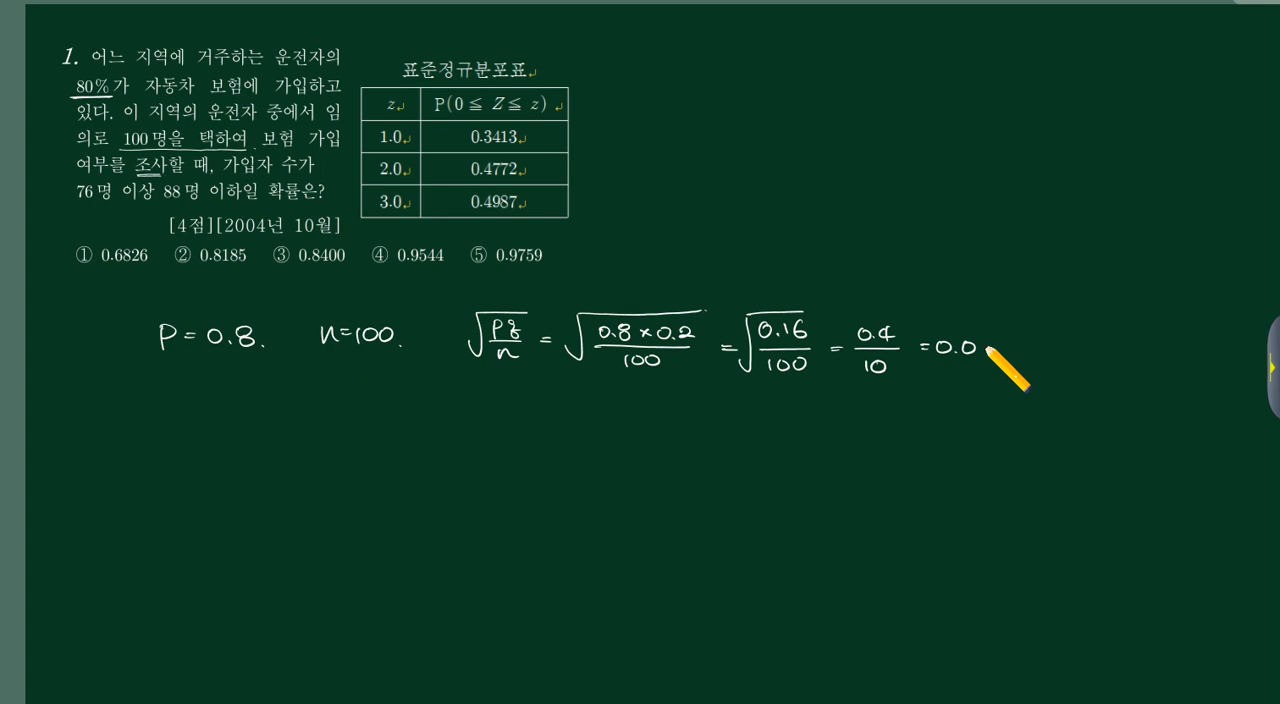 1. 어느 지역에 거주하는 운전자의
80%가 자동차 보험에 가입하고
있다. 이 지역의 운전자 중에서 임
의로 100명을 택하여 보험 가입
여부를 조사할 때, 가입자 수가
76명 이상 88명 이하일 확률은?
[4점][2004년 10월]
표준정규분포표↵
z↵ P(0≦Z≦z)↵
1.0↵ 0.3413↵
2.0↵ 0.4772↵
3.0↵ 0.4987↵
① 0.6826 ② 0.8185 ③ 0.8400 ④ 0.9544 ⑤ 0.9759
P = 0.8. n=100. √(pq/n) = √(0.8×0.2/100) = √(0.16/100) = 0.4/10 = 0.0